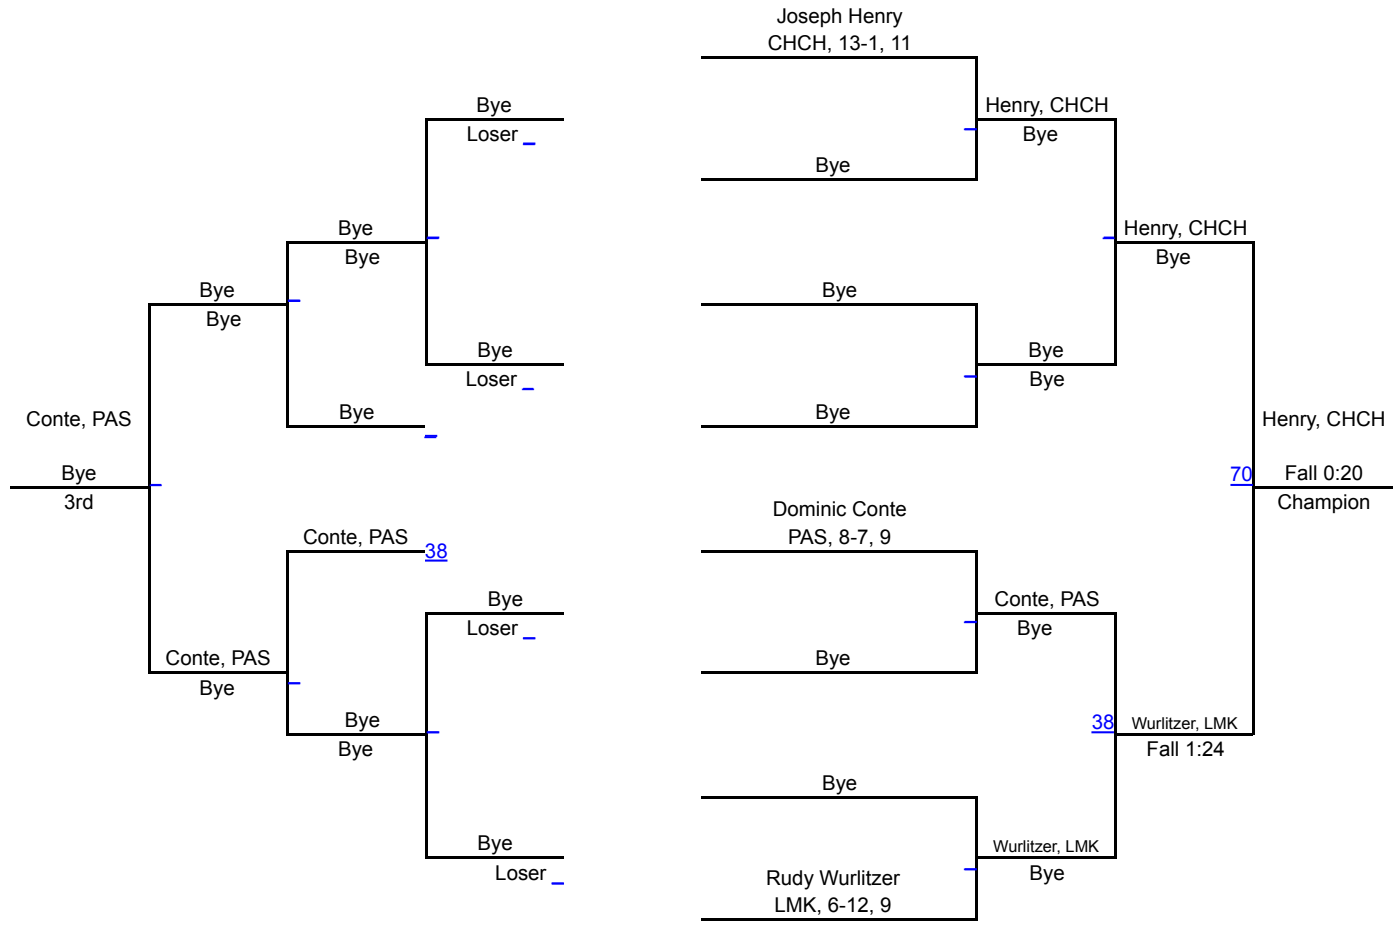 Joseph Henry
CHCH, 13-1, 11
Bye
Loser
Henry, CHCH
Bye
Bye
Bye
Bye
Henry, CHCH
Bye
Bye
Bye
Bye
Bye
Loser
Bye
Bye
Bye
Bye
Conte, PAS
Henry, CHCH
Bye
3rd
70
Fall 0:20
Champion
Dominic Conte
PAS, 8-7, 9
Conte, PAS
38
Bye
Loser
Conte, PAS
Bye
Conte, PAS
Bye
Bye
Bye
Bye
38
Wurlitzer, LMK
Fall 1:24
Bye
Bye
Loser
Wurlitzer, LMK
Bye
Rudy Wurlitzer
LMK, 6-12, 9